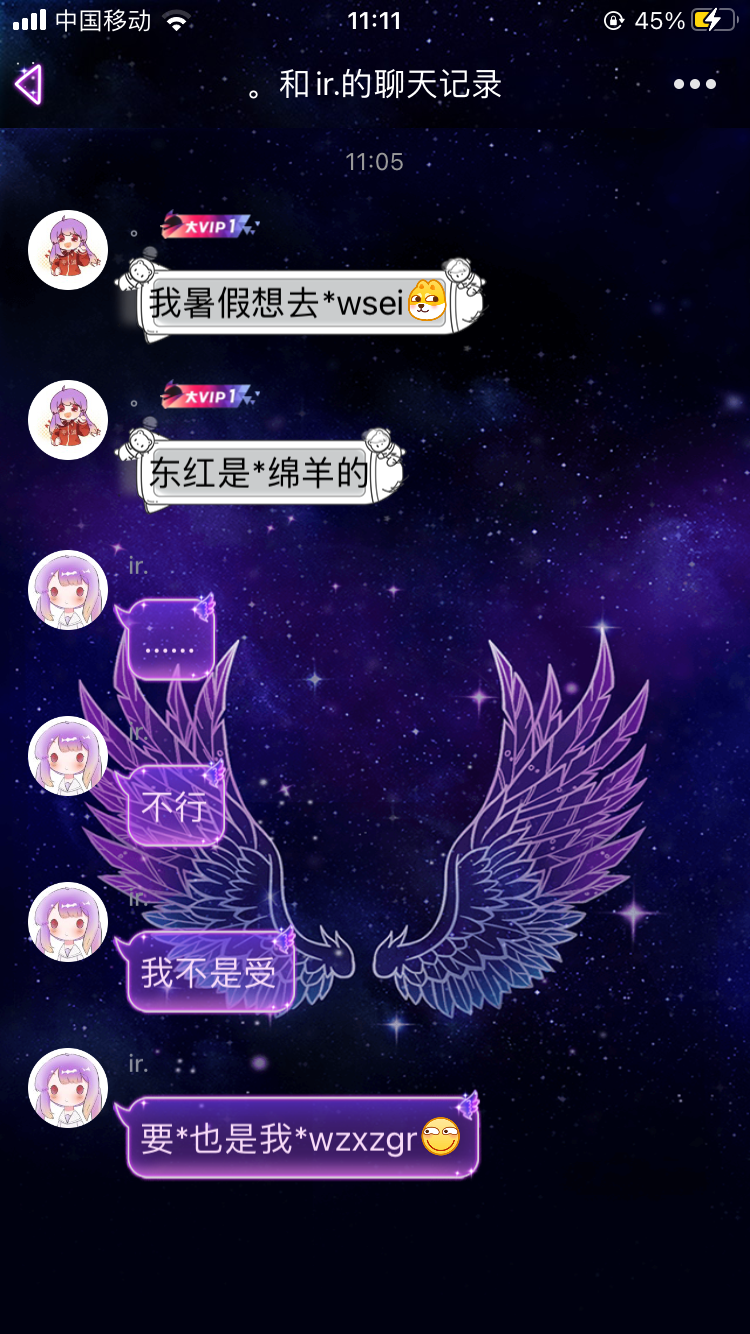 中国移动
11:11
45%
。和ir.的聊天记录
11:05
。
大VIP1
我暑假想去*wsei
。
大VIP1
东红是*绵羊的
ir.
......
ir.
不行
ir.
我不是受
ir.
要*也是我*wzxzgr